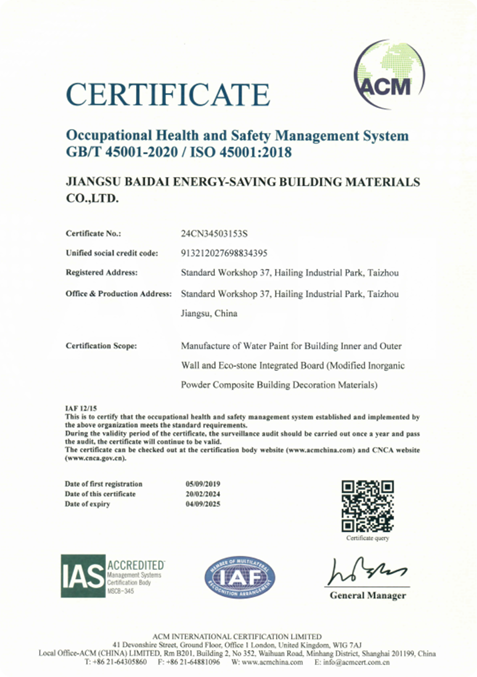 ACM
CERTIFICATE
Occupational Health and Safety Management System
GB/T 45001-2020 / ISO 45001:2018
JIANGSU BAIDAI ENERGY-SAVING BUILDING MATERIALS
CO.,LTD.
Certificate No.: 24CN34503153S
Unified social credit code: 913212027698834395
Registered Address: Standard Workshop 37, Hailing Industrial Park, Taizhou
Office & Production Address: Standard Workshop 37, Hailing Industrial Park, Taizhou
Jiangsu, China
Certification Scope: Manufacture of Water Paint for Building Inner and Outer
Wall and Eco-stone Integrated Board (Modified Inorganic
Powder Composite Building Decoration Materials)
IAF 12/15
This is to certify that the occupational health and safety management system established and implemented by
the above organization meets the standard requirements.
During the validity period of the certificate, the surveillance audit should be carried out once a year and pass
the audit, the certificate will continue to be valid.
The certificate can be checked out at the certification body website (www.acmchina.com) and CNCA website
(www.cnca.gov.cn).
Date of first registration 05/09/2019
Date of this certificate 20/02/2024
Date of expiry 04/09/2025
Certificate query
IAS ACCREDITED
Management Systems
Certification Body
MSCB-345
MEMBER OF MULTILATERAL
IAF
RECOGNITION ARRANGEMENT
General Manager
ACM INTERNATIONAL CERTIFICATION LIMITED
41 Devonshire Street, Ground Floor, Office 1 London, United Kingdom, W1G 7AJ
Local Office-ACM (CHINA) LIMITED, Rm B201, Building 2, No 352, Waihuan Road, Minhang District, Shanghai 201199, China
T: +86 21-64305860 F: +86 21-64881096 W: www.acmchina.com E: info@acmcert.com.cn